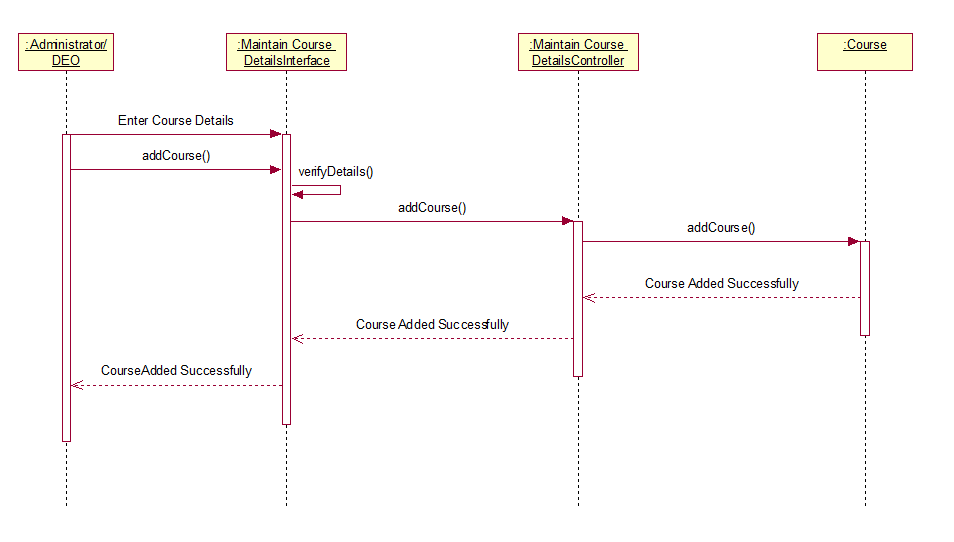 :Administrator/
DEO
:Maintain Course
DetailsInterface
:Maintain Course
DetailsController
:Course
Enter Course Details
addCourse()
verifyDetails()
addCourse()
addCourse()
Course Added Successfully
Course Added Successfully
CourseAdded Successfully